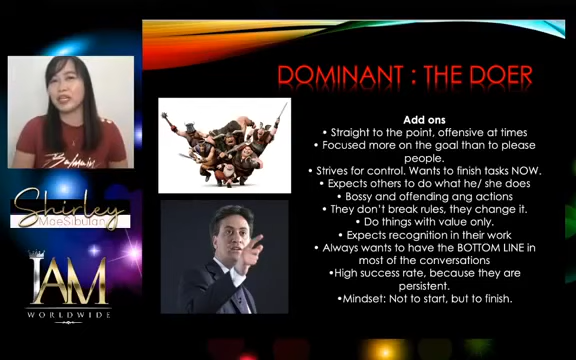 DOMINANT : THE DOER
Add ons
• Straight to the point, offensive at times
• Focused more on the goal than to please
people.
• Strives for control. Wants to finish tasks NOW.
• Expects others to do what he/ she does
• Bossy and offending ang actions
• They don't break rules, they change it.
• Do things with value only.
• Expects recognition in their work
• Always wants to have the BOTTOM LINE in
most of the conversations
•High success rate, because they are
persistent.
•Mindset: Not to start, but to finish.
Balmain
Shirley
MaeSibulan
IAM
WORLDWIDE